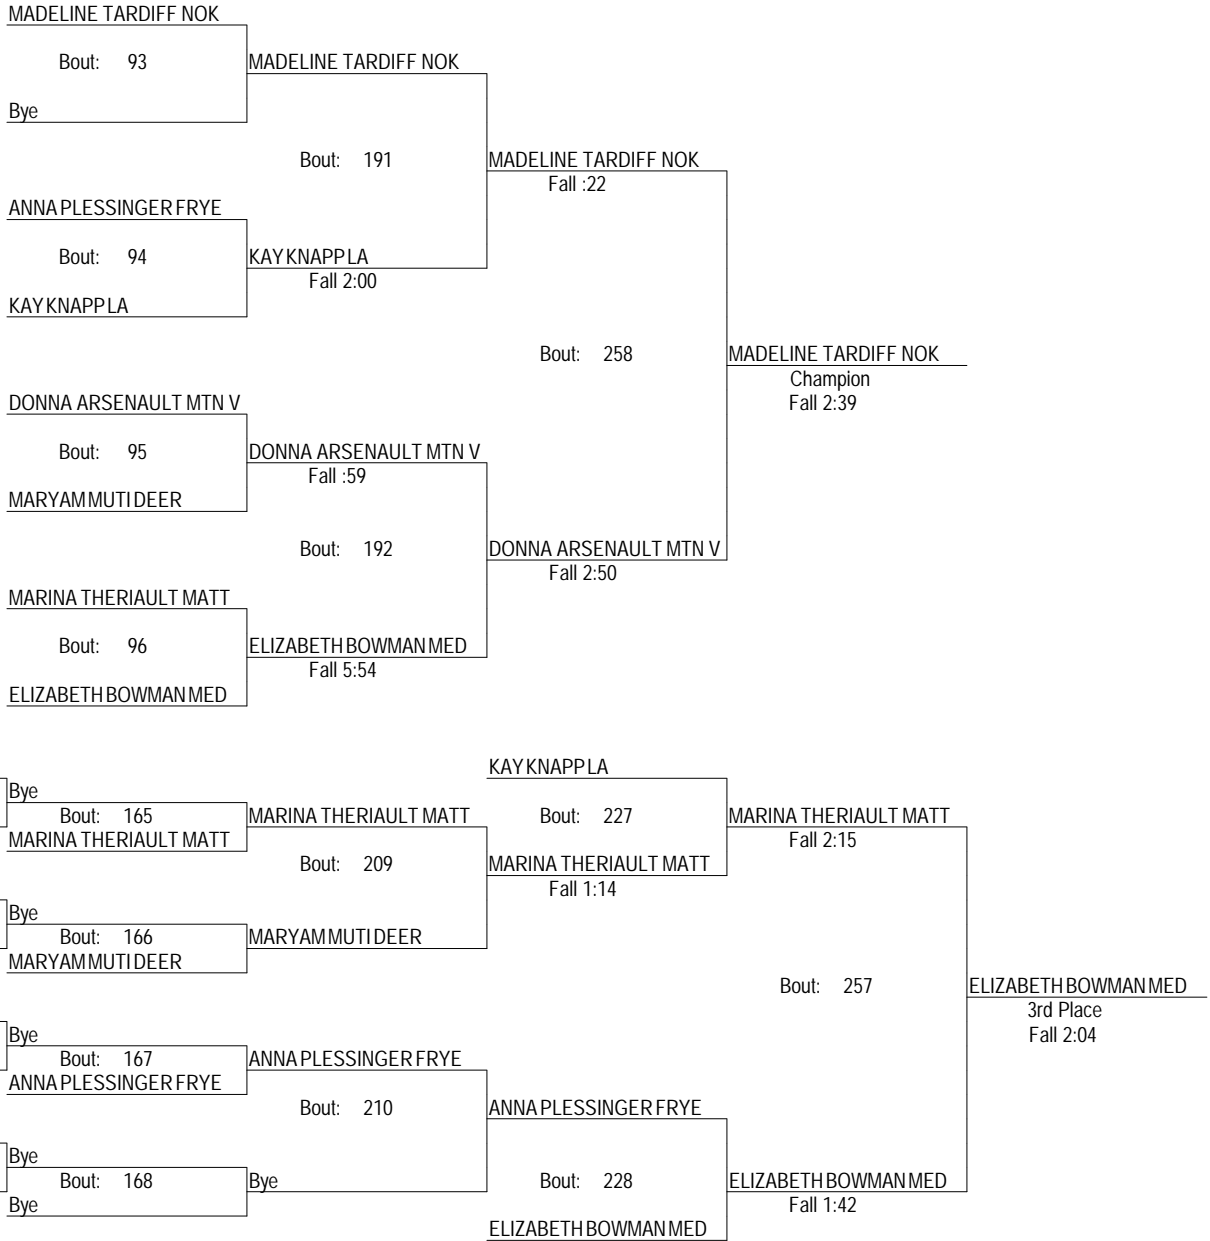 MADELINE TARDIFF NOK
Bout: 93
MADELINE TARDIFF NOK
Bye
Bout: 191
MADELINE TARDIFF NOK
Fall :22
ANNA PLESSINGER FRYE
Bout: 94
KAY KNAPP LA
Fall 2:00
KAY KNAPP LA
Bout: 258
MADELINE TARDIFF NOK
Champion
Fall 2:39
DONNA ARSENAULT MTN V
Bout: 95
DONNA ARSENAULT MTN V
Fall :59
MARYAM MUTI DEER
Bout: 192
DONNA ARSENAULT MTN V
Fall 2:50
MARINA THERIAULT MATT
Bout: 96
ELIZABETH BOWMAN MED
Fall 5:54
ELIZABETH BOWMAN MED
KAY KNAPP LA
Bye
Bout: 165
MARINA THERIAULT MATT
Bout: 227
MARINA THERIAULT MATT
Fall 2:15
MARINA THERIAULT MATT
Bout: 209
MARINA THERIAULT MATT
Fall 1:14
Bye
Bout: 166
MARYAM MUTI DEER
MARYAM MUTI DEER
Bout: 257
ELIZABETH BOWMAN MED
3rd Place
Fall 2:04
Bye
Bout: 167
ANNA PLESSINGER FRYE
ANNA PLESSINGER FRYE
Bout: 210
ANNA PLESSINGER FRYE
Bye
Bout: 168
Bye
Bout: 228
ELIZABETH BOWMAN MED
Fall 1:42
Bye
ELIZABETH BOWMAN MED